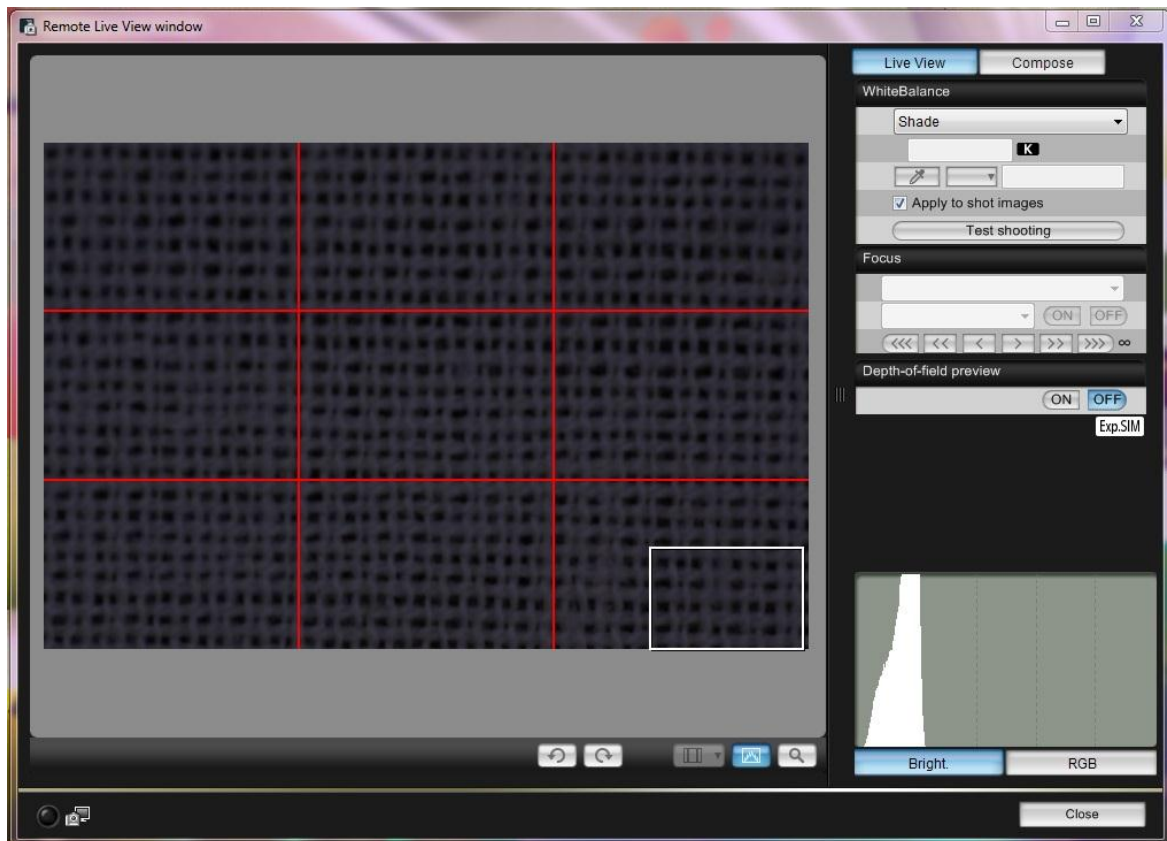 Remote Live View window
Live View Compose
WhiteBalance
Shade
K
Apply to shot images
Test shooting
Focus
ON OFF
<<< << < > >> >>> ∞
Depth-of-field preview
ON OFF
Exp.SIM
Bright. RGB
Close